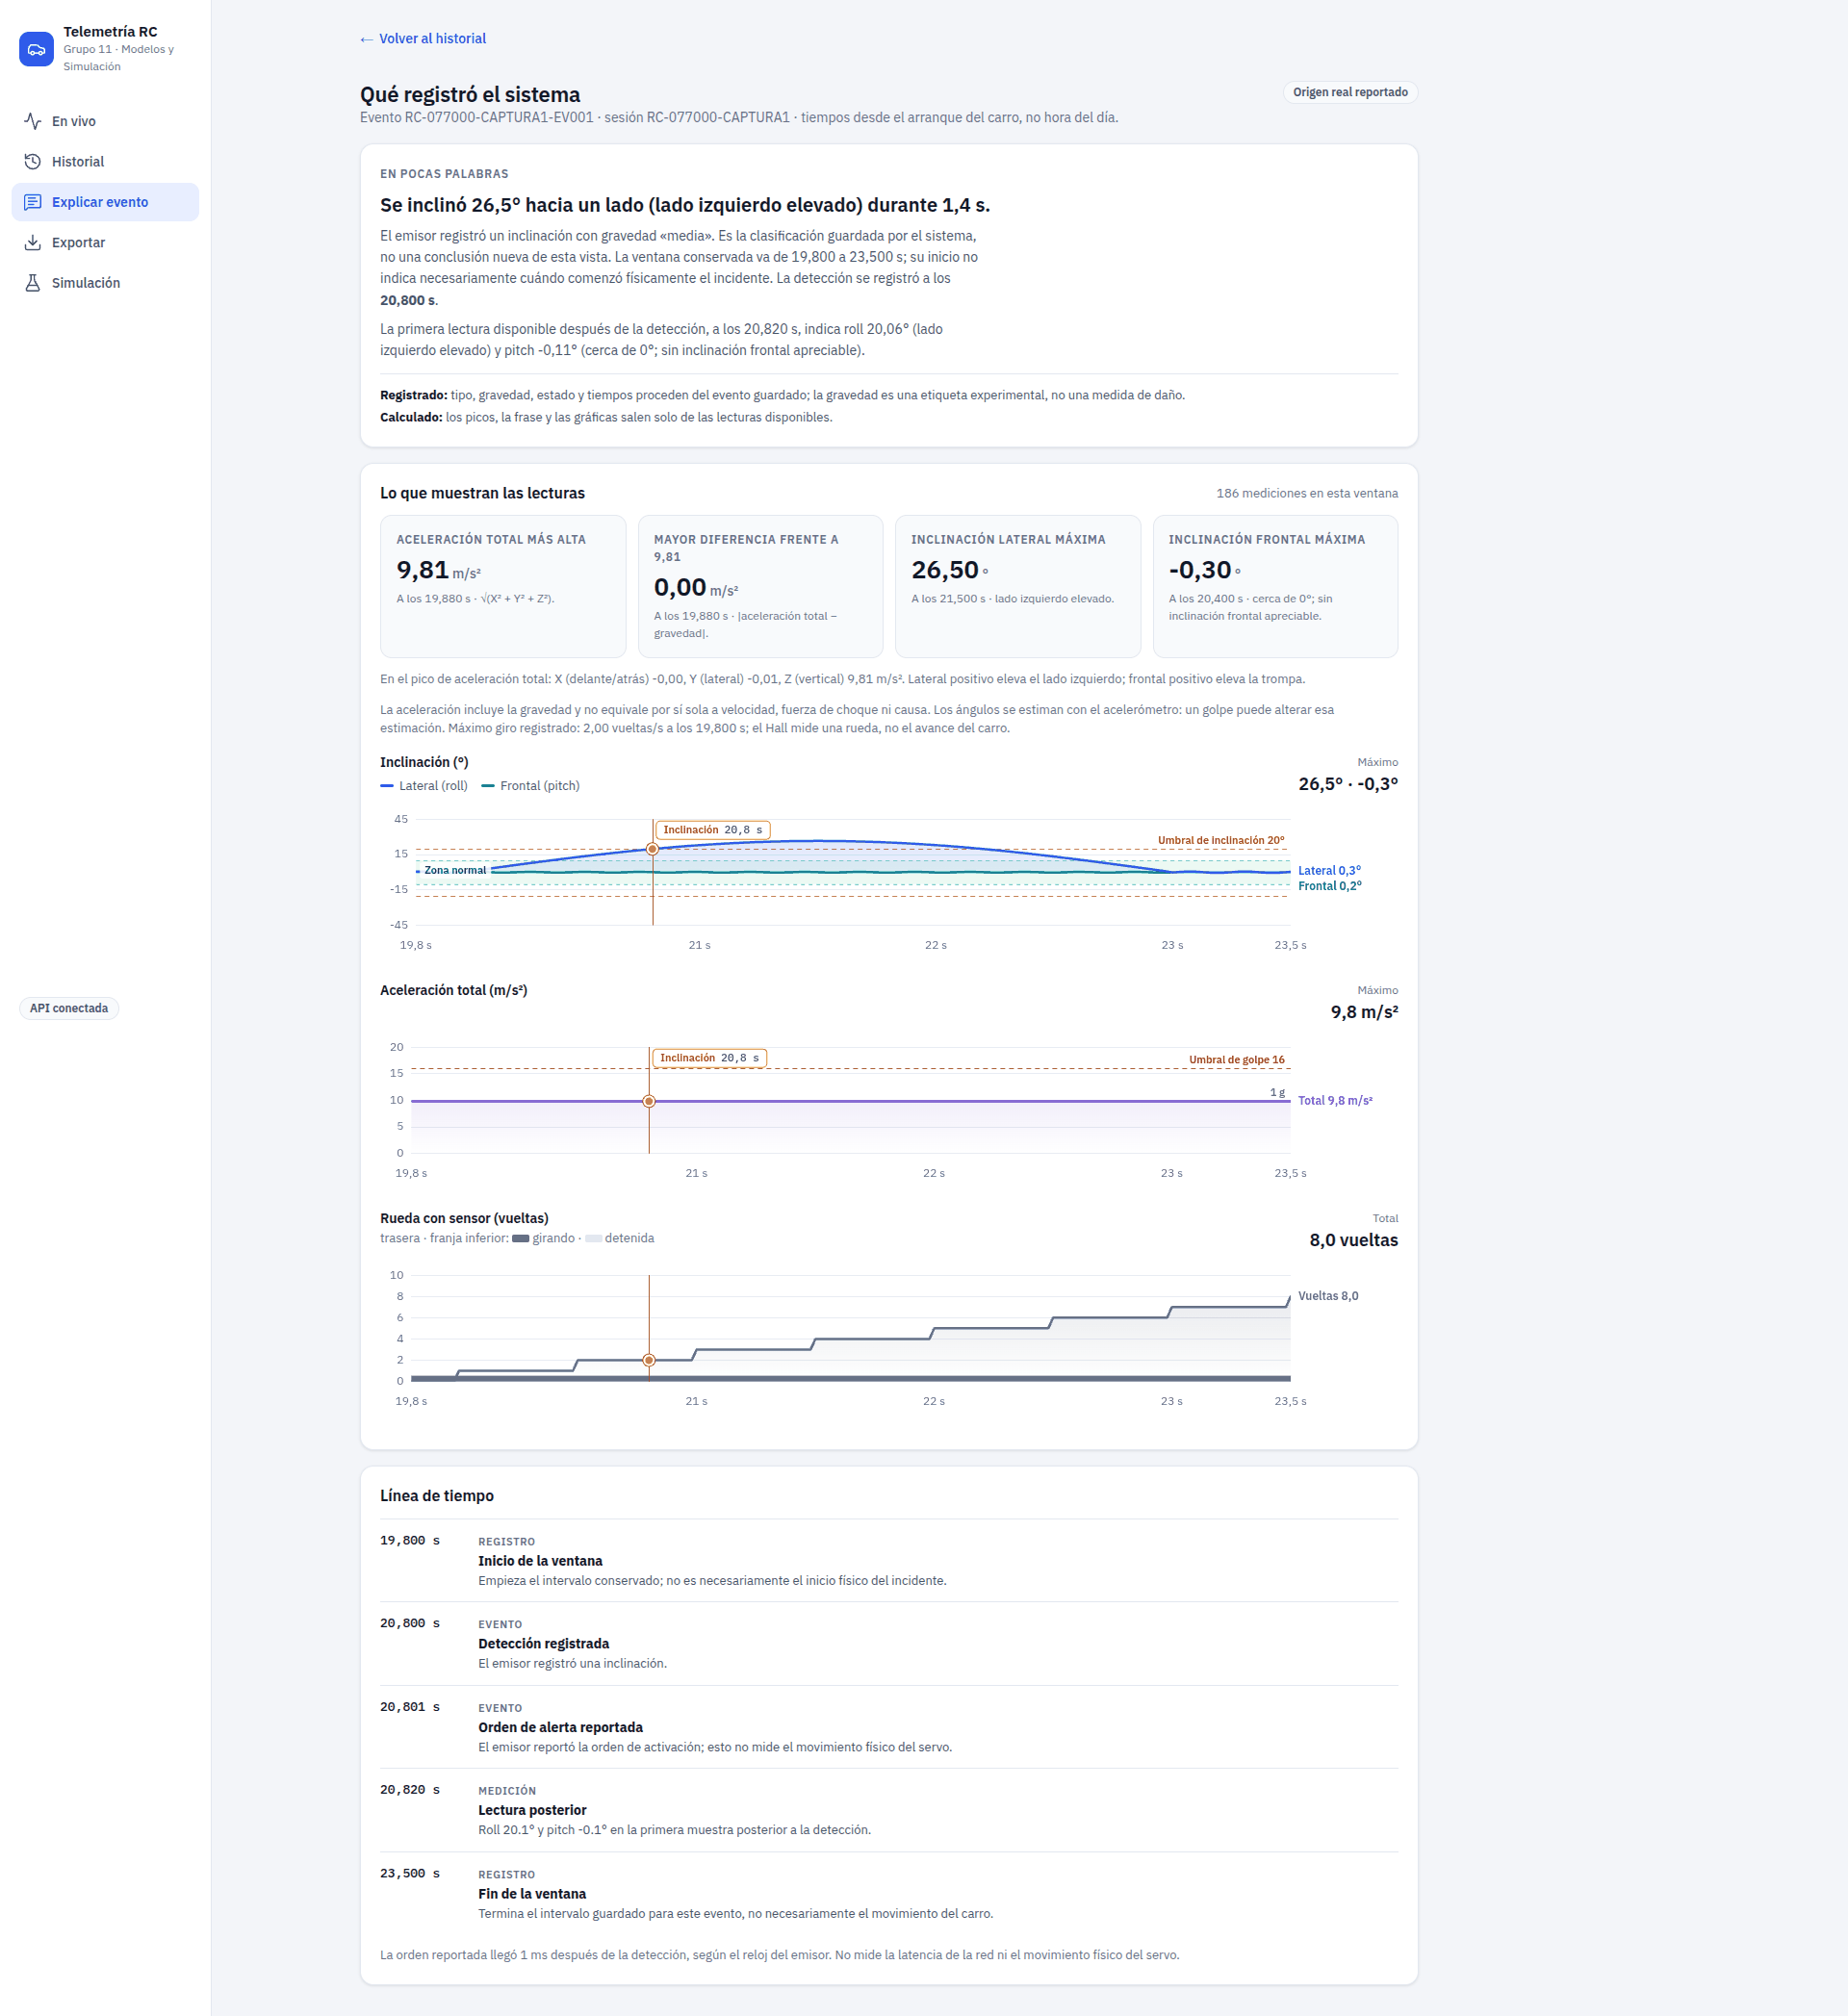 Telemetría RC
Grupo 11 · Modelos y
Simulación
En vivo
Historial
Explicar evento
Exportar
Simulación
API conectada
← Volver al historial
Qué registró el sistema
Origen real reportado
Evento RC-077000-CAPTURA1-EV001 · sesión RC-077000-CAPTURA1 · tiempos desde el arranque del carro, no hora del día.
EN POCAS PALABRAS
Se inclinó 26,5° hacia un lado (lado izquierdo elevado) durante 1,4 s.
El emisor registró un inclinación con gravedad «media». Es la clasificación guardada por el sistema,
no una conclusión nueva de esta vista. La ventana conservada va de 19,800 a 23,500 s; su inicio no
indica necesariamente cuándo comenzó físicamente el incidente. La detección se registró a los
20,800 s.
La primera lectura disponible después de la detección, a los 20,820 s, indica roll 20,06° (lado
izquierdo elevado) y pitch -0,11° (cerca de 0°; sin inclinación frontal apreciable).
Registrado: tipo, gravedad, estado y tiempos proceden del evento guardado; la gravedad es una etiqueta experimental, no una medida de daño.
Calculado: los picos, la frase y las gráficas salen solo de las lecturas disponibles.
Lo que muestran las lecturas
186 mediciones en esta ventana
ACELERACIÓN TOTAL MÁS ALTA
9,81 m/s²
A los 19,880 s · √(X² + Y² + Z²).
MAYOR DIFERENCIA FRENTE A
9,81
0,00 m/s²
A los 19,880 s · |aceleración total −
gravedad|.
INCLINACIÓN LATERAL MÁXIMA
26,50 °
A los 21,500 s · lado izquierdo elevado.
INCLINACIÓN FRONTAL MÁXIMA
-0,30 °
A los 20,400 s · cerca de 0°; sin
inclinación frontal apreciable.
En el pico de aceleración total: X (delante/atrás) -0,00, Y (lateral) -0,01, Z (vertical) 9,81 m/s². Lateral positivo eleva el lado izquierdo; frontal positivo eleva la trompa.
La aceleración incluye la gravedad y no equivale por sí sola a velocidad, fuerza de choque ni causa. Los ángulos se estiman con el acelerómetro: un golpe puede alterar esa
estimación. Máximo giro registrado: 2,00 vueltas/s a los 19,800 s; el Hall mide una rueda, no el avance del carro.
Inclinación (°)
Lateral (roll)
Frontal (pitch)
Máximo
26,5° · -0,3°
45
15
-15
-45
Inclinación 20,8 s
Umbral de inclinación 20°
Zona normal
Lateral 0,3°
Frontal 0,2°
19,8 s
21 s
22 s
23 s
23,5 s
Aceleración total (m/s²)
Máximo
9,8 m/s²
20
15
10
5
0
Inclinación 20,8 s
Umbral de golpe 16
1 g
Total 9,8 m/s²
19,8 s
21 s
22 s
23 s
23,5 s
Rueda con sensor (vueltas)
trasera · franja inferior: girando · detenida
Total
8,0 vueltas
10
8
6
4
2
0
Vueltas 8,0
19,8 s
21 s
22 s
23 s
23,5 s
Línea de tiempo
19,800 s
REGISTRO
Inicio de la ventana
Empieza el intervalo conservado; no es necesariamente el inicio físico del incidente.
20,800 s
EVENTO
Detección registrada
El emisor registró una inclinación.
20,801 s
EVENTO
Orden de alerta reportada
El emisor reportó la orden de activación; esto no mide el movimiento físico del servo.
20,820 s
MEDICIÓN
Lectura posterior
Roll 20.1° y pitch -0.1° en la primera muestra posterior a la detección.
23,500 s
REGISTRO
Fin de la ventana
Termina el intervalo guardado para este evento, no necesariamente el movimiento del carro.
La orden reportada llegó 1 ms después de la detección, según el reloj del emisor. No mide la latencia de la red ni el movimiento físico del servo.